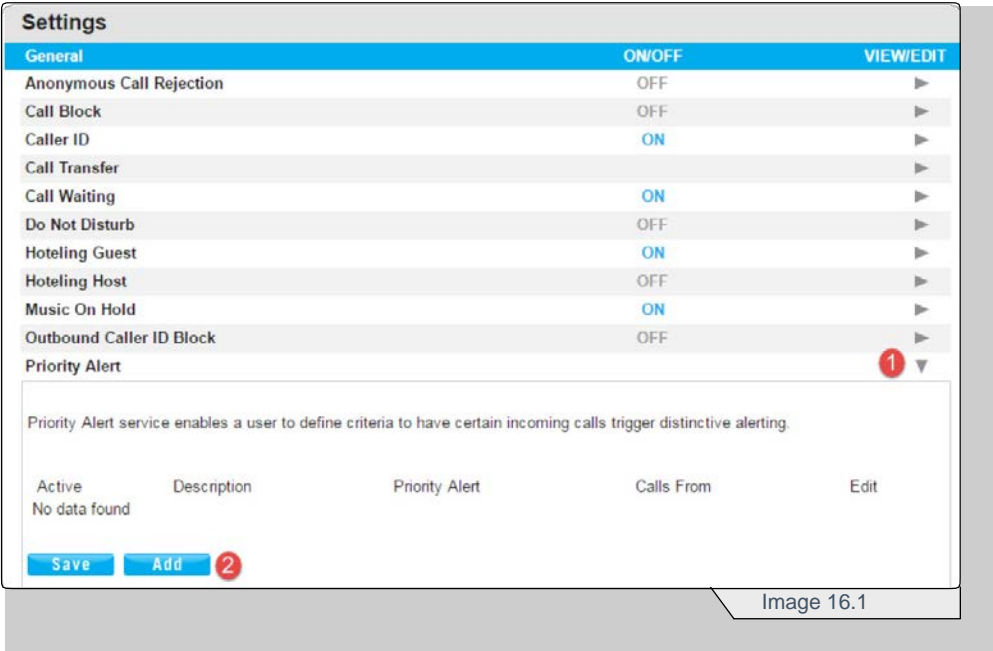 Settings
General ON/OFF VIEW/EDIT
Anonymous Call Rejection OFF
Call Block OFF
Caller ID ON
Call Transfer
Call Waiting ON
Do Not Disturb OFF
Hoteling Guest ON
Hoteling Host OFF
Music On Hold ON
Outbound Caller ID Block OFF
Priority Alert 1
Priority Alert service enables a user to define criteria to have certain incoming calls trigger distinctive alerting.
Active Description Priority Alert Calls From Edit
No data found
Save Add 2
Image 16.1